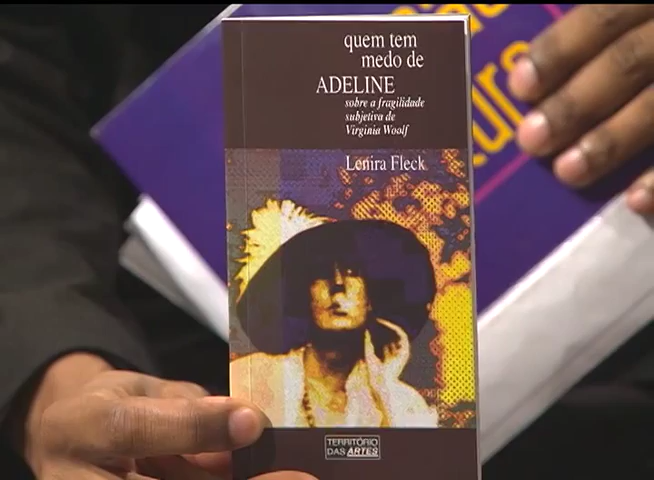 quem tem
medo de
ADELINE
sobre a fragilidade
subjetiva de
Virginia Woolf
Lenira Fleck
TERRITÓRIO
DAS ARTES